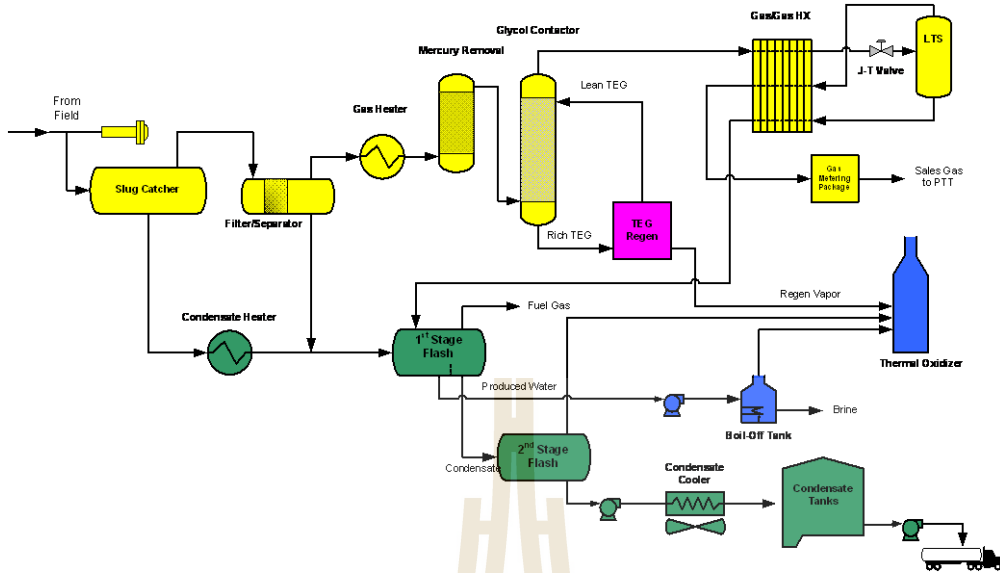 Gas/Gas HX
Glycol Contactor
Mercury Removal
LTS
J-T Valve
Lean TEG
From
Field
Gas Heater
Slug Catcher
Filter/Separator
Gas
Metering
Package
Sales Gas
to PTT
TEG
Regen
Rich TEG
Regen Vapor
Fuel Gas
Condensate Heater
1st Stage
Flash
Thermal Oxidizer
Produced Water
Brine
Boil-Off Tank
2nd Stage
Flash
Condensate
Condensate
Cooler
Condensate
Tanks